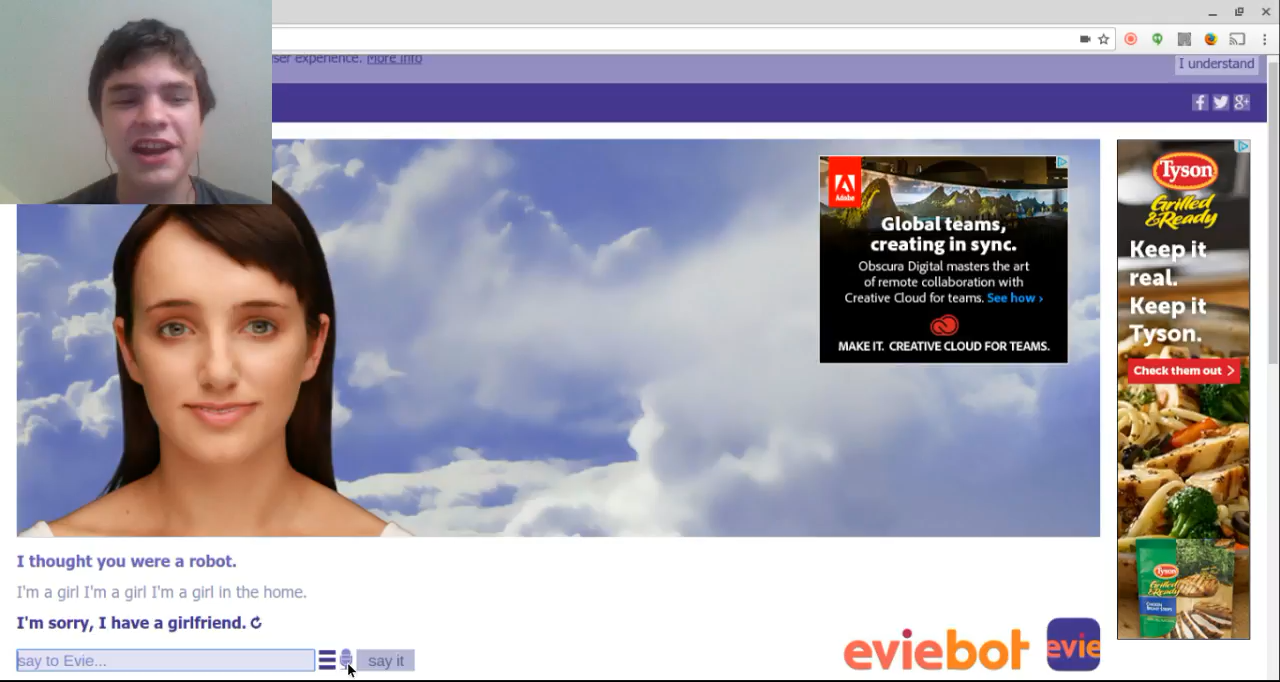 ser experience. More info
I understand
Adobe
Global teams,
creating in sync.
Obscura Digital masters the art
of remote collaboration with
Creative Cloud for teams. See how ›
MAKE IT. CREATIVE CLOUD FOR TEAMS.
Tyson
Grilled
&Ready
Keep it
real.
Keep it
Tyson.
Check them out >
Tyson
I thought you were a robot.
I'm a girl I'm a girl I'm a girl in the home.
I'm sorry, I have a girlfriend.
say to Evie...
say it
eviebot
evie